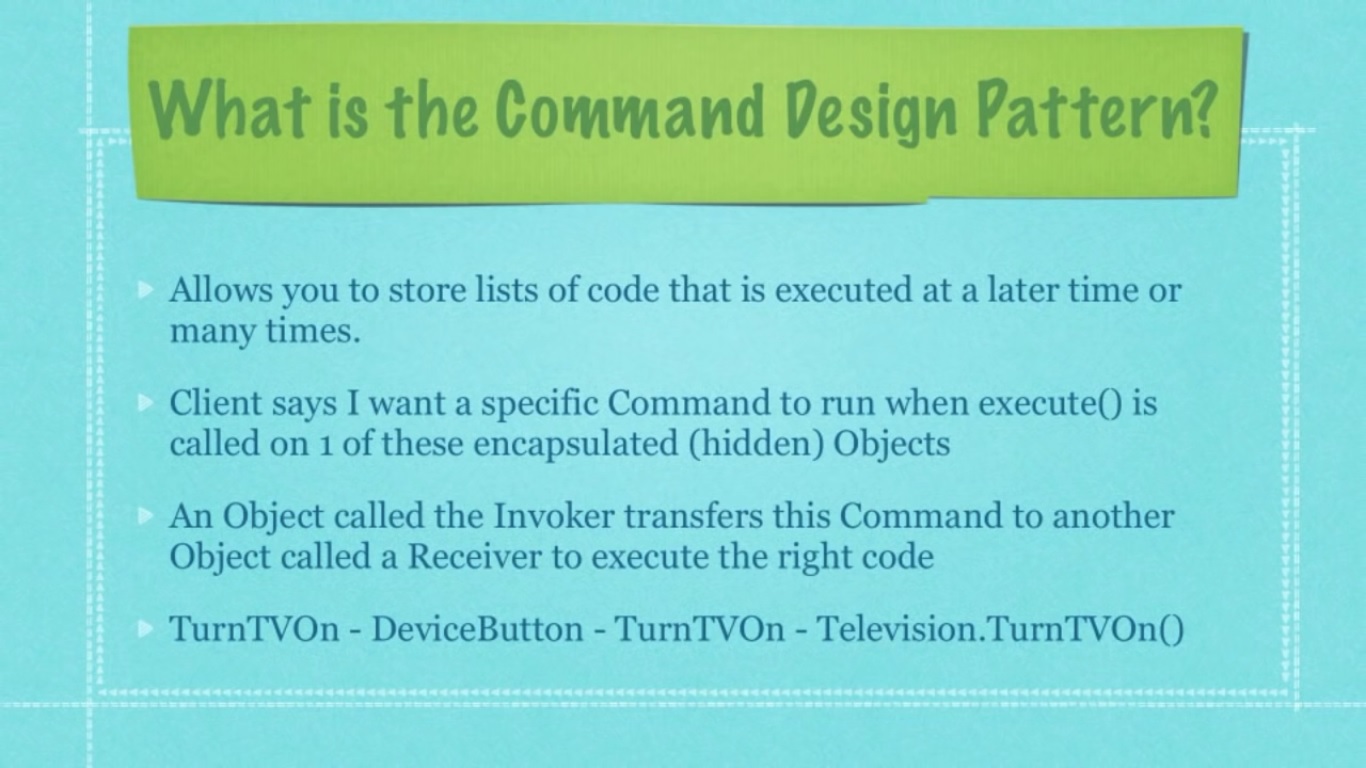 What is the Command Design Pattern?
Allows you to store lists of code that is executed at a later time or
many times.
Client says I want a specific Command to run when execute() is
called on 1 of these encapsulated (hidden) Objects
An Object called the Invoker transfers this Command to another
Object called a Receiver to execute the right code
TurnTVOn - DeviceButton - TurnTVOn - Television.TurnTVOn()